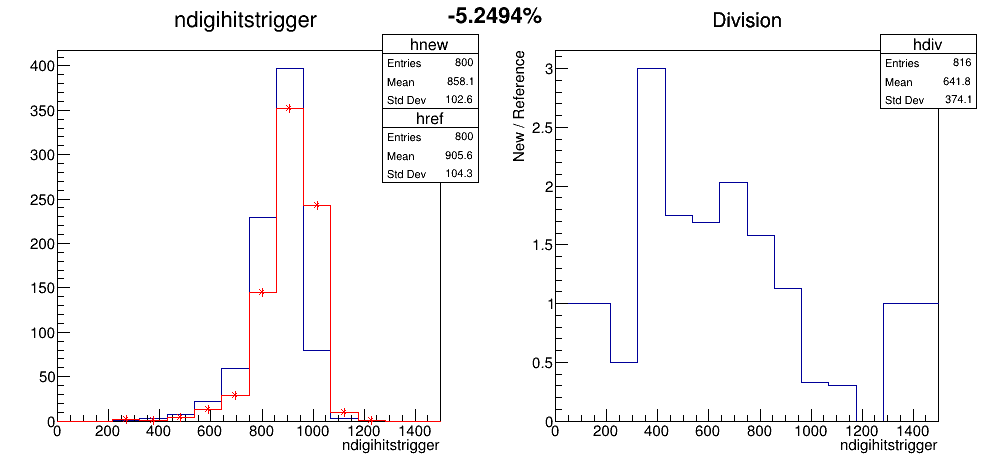 -5.2494%
ndigihitstrigger
hnew
Entries 800
Mean 858.1
Std Dev 102.6
href
Entries 800
Mean 905.6
Std Dev 104.3
400
350
300
250
200
150
100
50
0
0 200 400 600 800 1000 1200 1400
ndigihitstrigger
Division
hdiv
Entries 816
Mean 641.8
Std Dev 374.1
New / Reference
3
2.5
2
1.5
1
0.5
0
0 200 400 600 800 1000 1200 1400
ndigihitstrigger